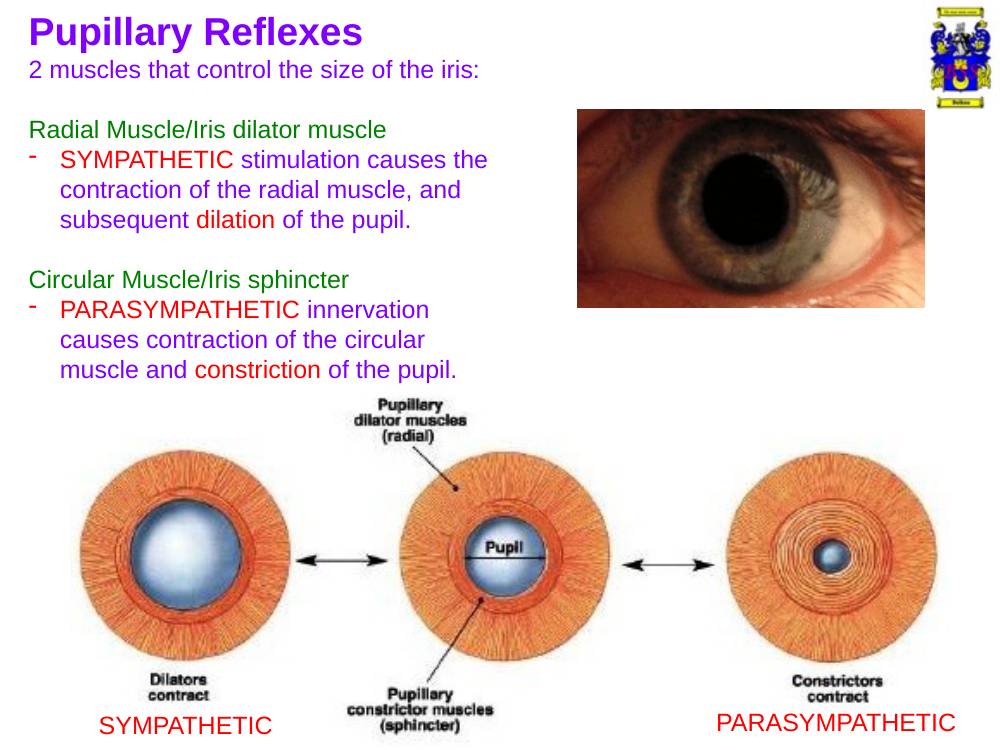 Pupillary Reflexes
2 muscles that control the size of the iris:
Radial Muscle/Iris dilator muscle
- SYMPATHETIC stimulation causes the
contraction of the radial muscle, and
subsequent dilation of the pupil.
Circular Muscle/Iris sphincter
- PARASYMPATHETIC innervation
causes contraction of the circular
muscle and constriction of the pupil.
Pupillary
dilator muscles
(radial)
Pupil
Dilators
contract
Pupillary
constrictor muscles
(sphincter)
Constrictors
contract
SYMPATHETIC
PARASYMPATHETIC